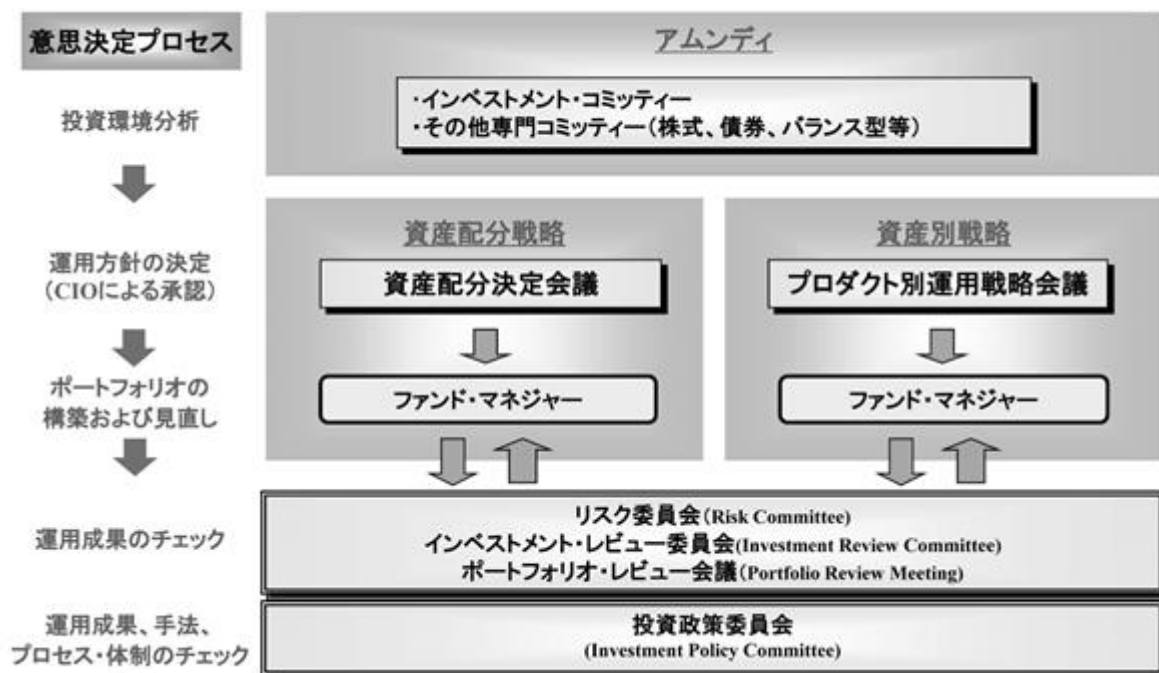 意思決定プロセス
アムンディ
投資環境分析
・インベストメント・コミッティー
・その他専門コミッティー(株式、債券、バランス型等)
運用方針の決定
(CIOによる承認)
資産配分戦略
資産配分決定会議
資産別戦略
プロダクト別運用戦略会議
ポートフォリオの
構築および見直し
ファンド・マネジャー
ファンド・マネジャー
運用成果のチェック
リスク委員会(Risk Committee)
インベストメント・レビュー委員会(Investment Review Committee)
ポートフォリオ・レビュー会議(Portfolio Review Meeting)
運用成果、手法、
プロセス・体制のチェック
投資政策委員会
(Investment Policy Committee)